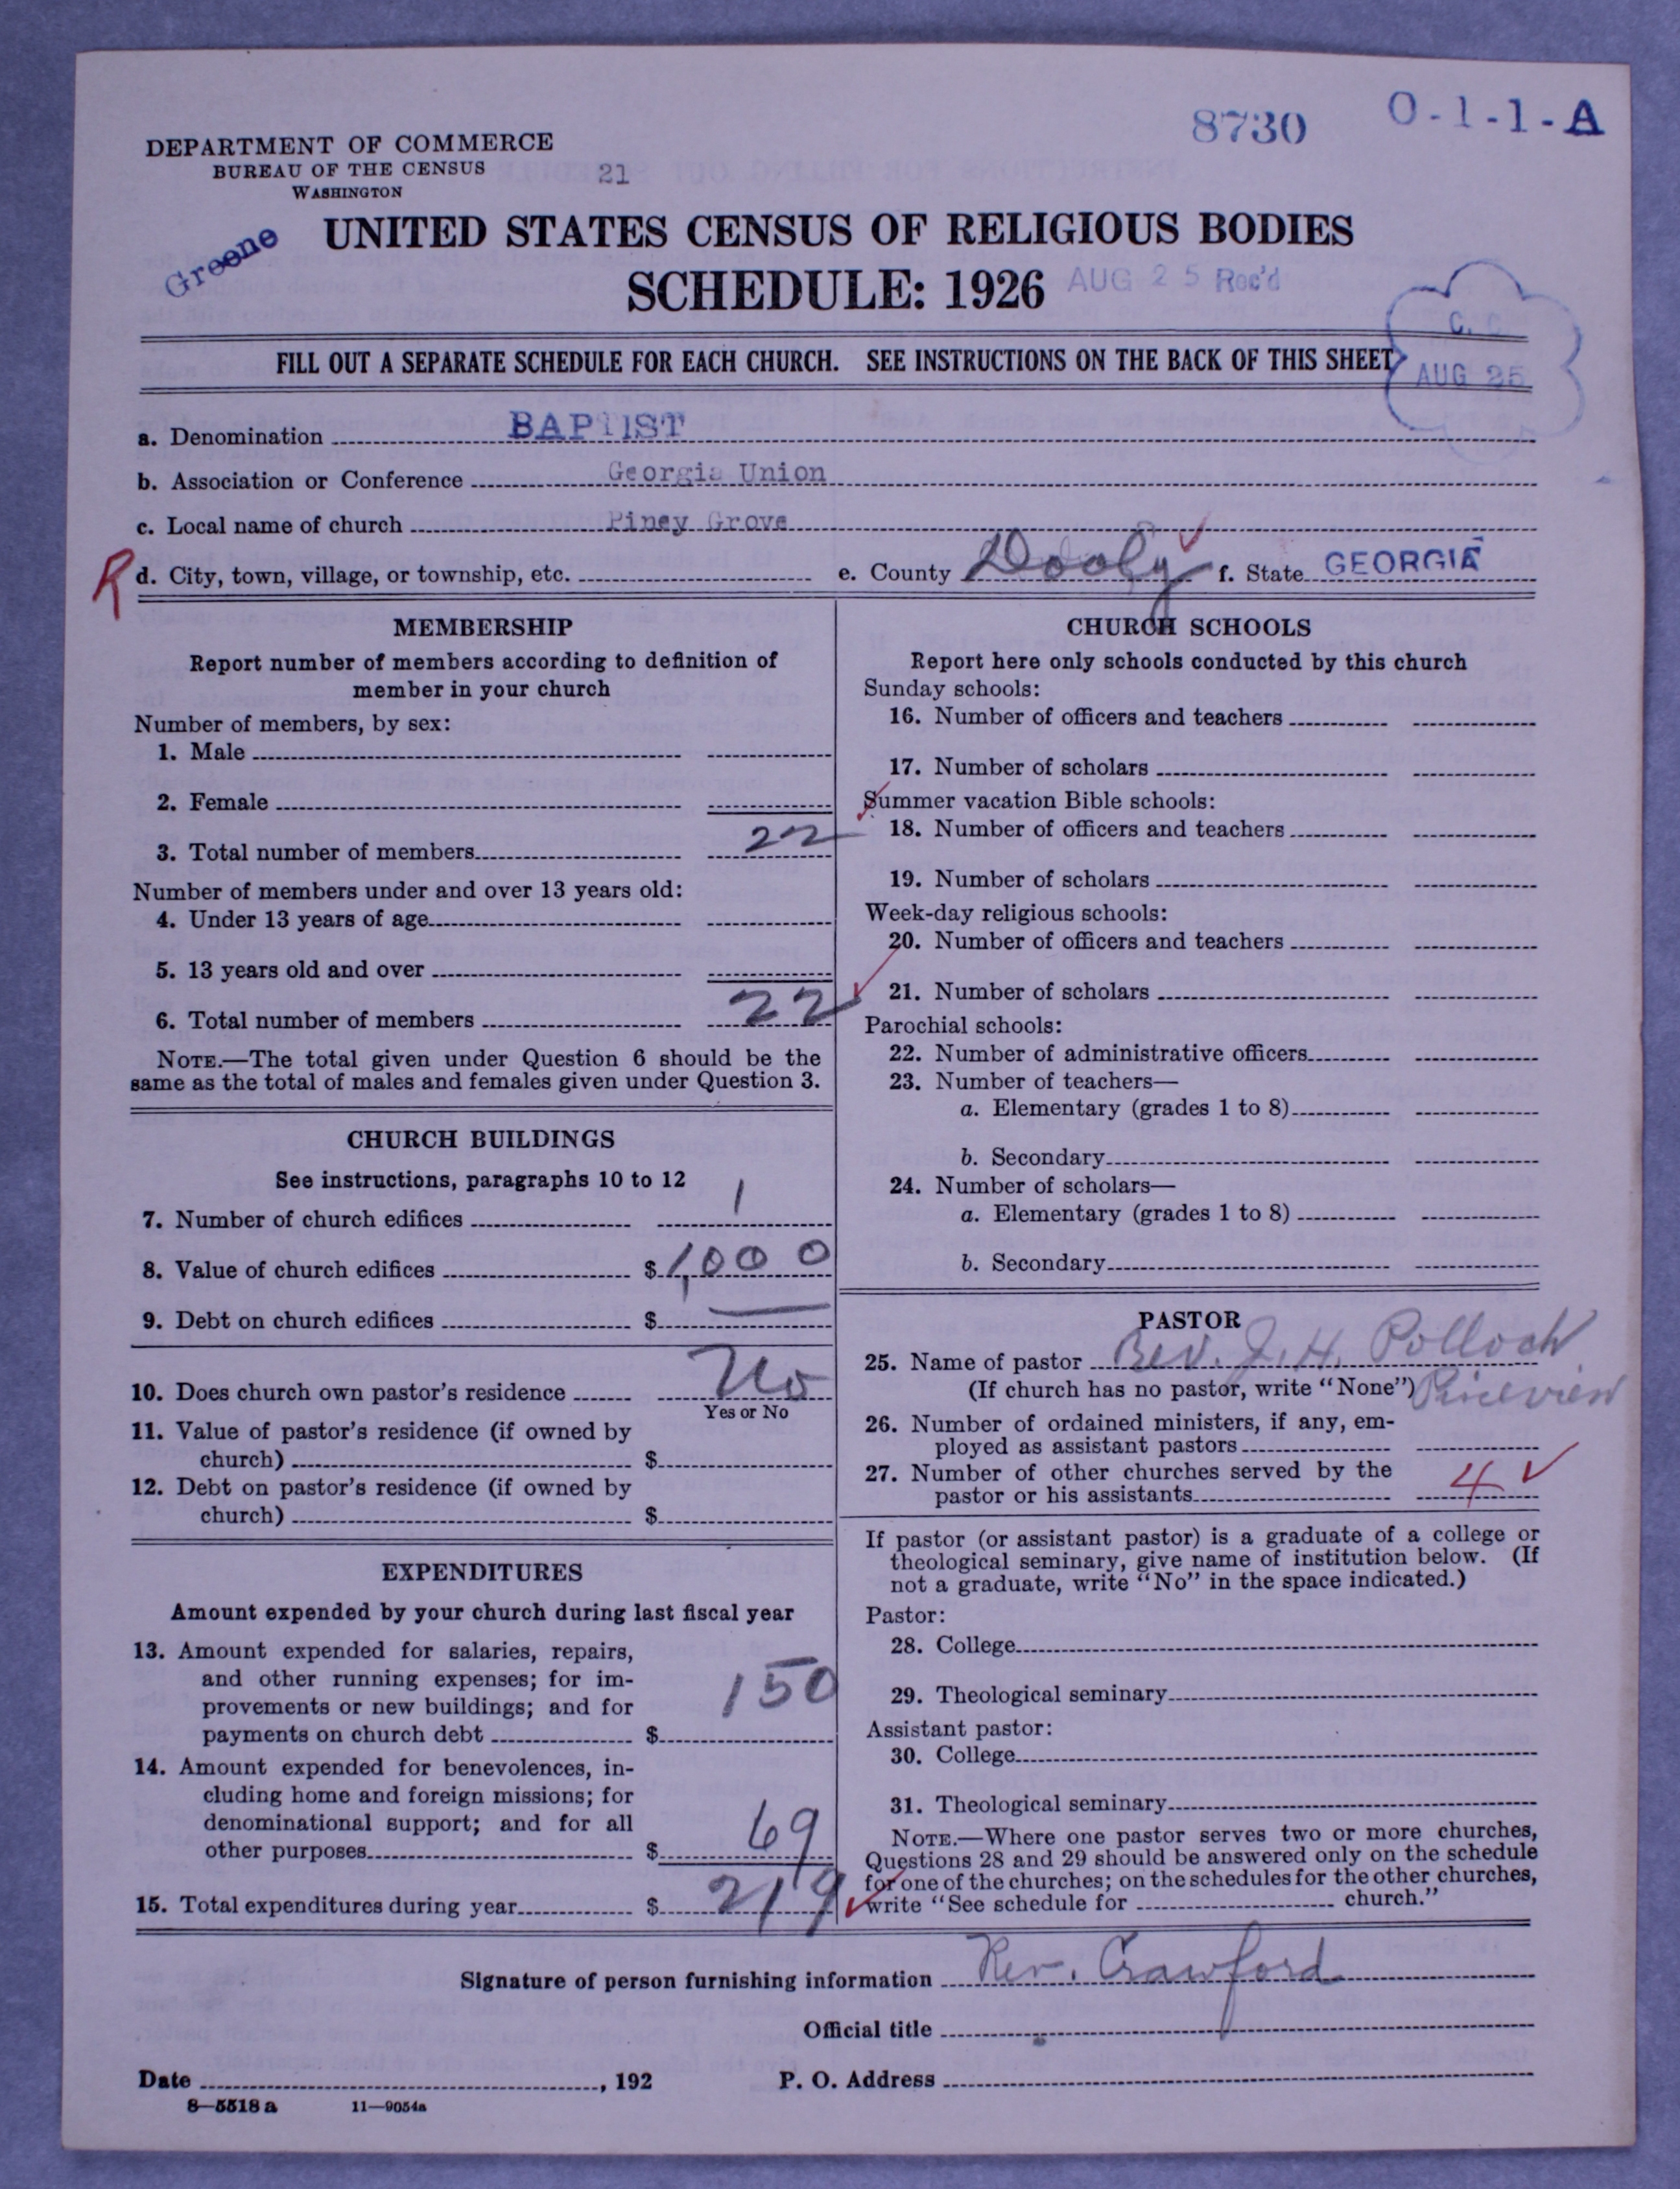 8730 0-1-1-A
DEPARTMENT OF COMMERCE
BUREAU OF THE CENSUS
WASHINGTON
21
Greene
UNITED STATES CENSUS OF RELIGIOUS BODIES
SCHEDULE: 1926
AUG 25 Rec'd
C. C.
AUG 25
FILL OUT A SEPARATE SCHEDULE FOR EACH CHURCH. SEE INSTRUCTIONS ON THE BACK OF THIS SHEET
a. Denomination BAPTIST
b. Association or Conference Georgia Union
c. Local name of church Piney Grove
R d. City, town, village, or township, etc. e. County Dooly f. State GEORGIA
MEMBERSHIP
Report number of members according to definition of
member in your church
Number of members, by sex:
1. Male
2. Female
3. Total number of members 22
Number of members under and over 13 years old:
4. Under 13 years of age
5. 13 years old and over
6. Total number of members 22
NOTE.—The total given under Question 6 should be the
same as the total of males and females given under Question 3.
CHURCH BUILDINGS
See instructions, paragraphs 10 to 12
7. Number of church edifices 1
8. Value of church edifices $ 1,000
9. Debt on church edifices $ —
10. Does church own pastor's residence No
Yes or No
11. Value of pastor's residence (if owned by
church) $
12. Debt on pastor's residence (if owned by
church) $
EXPENDITURES
Amount expended by your church during last fiscal year
13. Amount expended for salaries, repairs,
and other running expenses; for im-
provements or new buildings; and for
payments on church debt $ 150
14. Amount expended for benevolences, in-
cluding home and foreign missions; for
denominational support; and for all
other purposes $ 69
15. Total expenditures during year $ 219
CHURCH SCHOOLS
Report here only schools conducted by this church
Sunday schools:
16. Number of officers and teachers
17. Number of scholars
Summer vacation Bible schools:
18. Number of officers and teachers
19. Number of scholars
Week-day religious schools:
20. Number of officers and teachers
21. Number of scholars
Parochial schools:
22. Number of administrative officers
23. Number of teachers—
a. Elementary (grades 1 to 8)
b. Secondary
24. Number of scholars—
a. Elementary (grades 1 to 8)
b. Secondary
PASTOR
25. Name of pastor Rev. J. H. Pollock
(If church has no pastor, write "None") Pineview
26. Number of ordained ministers, if any, em-
ployed as assistant pastors
27. Number of other churches served by the
pastor or his assistants 4
If pastor (or assistant pastor) is a graduate of a college or
theological seminary, give name of institution below. (If
not a graduate, write "No" in the space indicated.)
Pastor:
28. College
29. Theological seminary
Assistant pastor:
30. College
31. Theological seminary
NOTE.—Where one pastor serves two or more churches,
Questions 28 and 29 should be answered only on the schedule
for one of the churches; on the schedules for the other churches,
write "See schedule for church."
Signature of person furnishing information Rev. Crawford
Official title
Date , 192 P. O. Address
8—5518 a 11—9054a